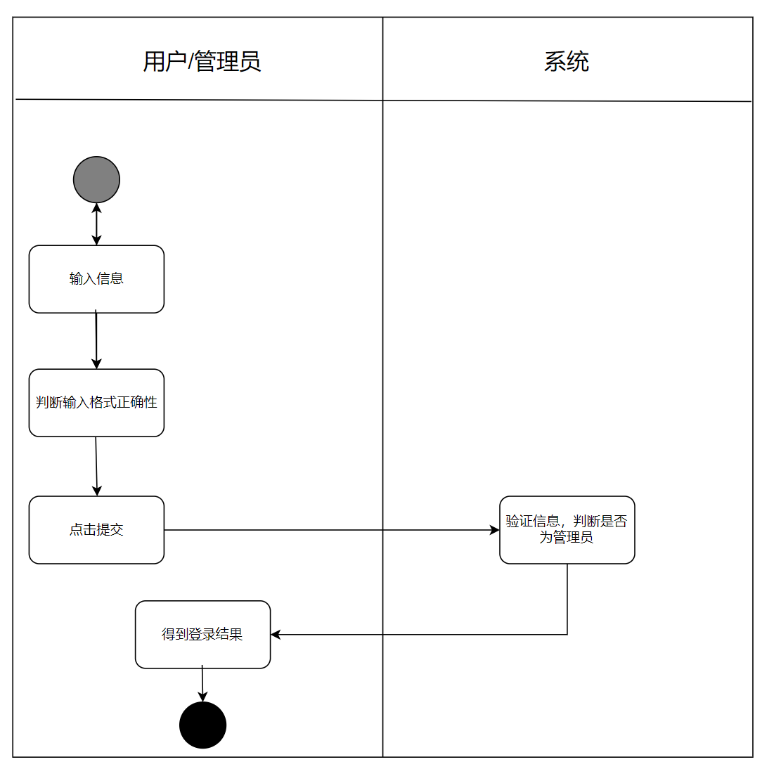 用户/管理员
系统
输入信息
判断输入格式正确性
点击提交
验证信息，判断是否
为管理员
得到登录结果